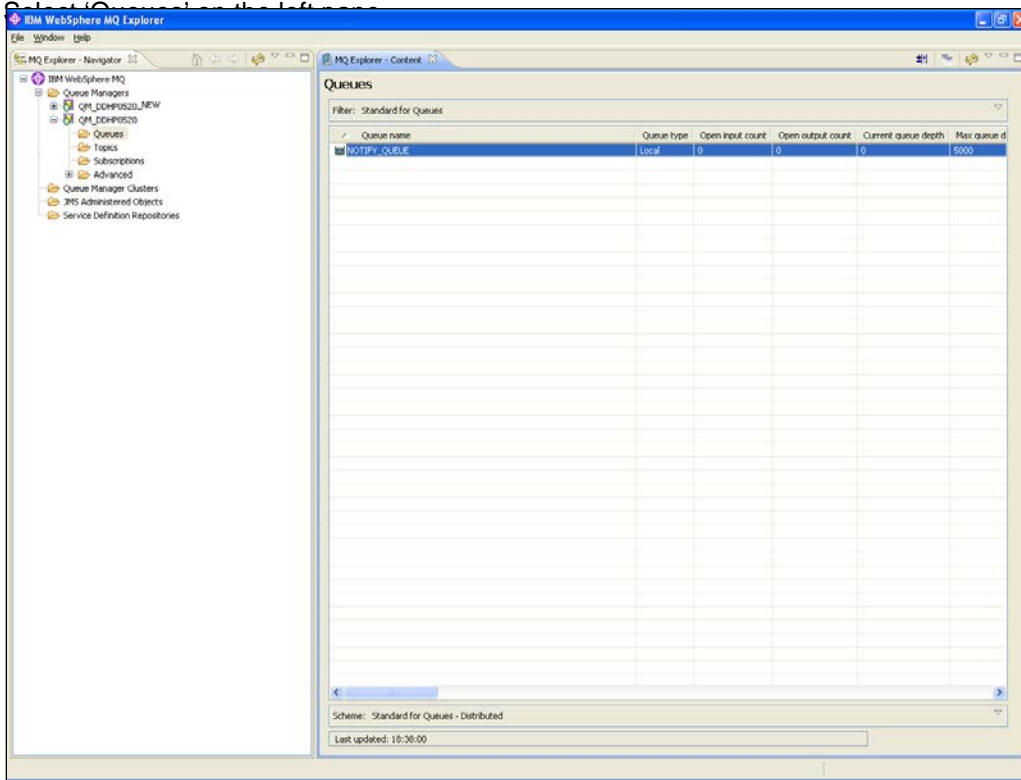 Select 'Queues' on the left pane
IBM WebSphere MQ Explorer
File Window Help
MQ Explorer - Navigator
IBM WebSphere MQ
Queue Managers
QM_DDHP0520_NEW
QM_DDHP0520
Queues
Topics
Subscriptions
Advanced
Queue Manager Clusters
JMS Administered Objects
Service Definition Repositories
MQ Explorer - Content
Queues
Filter: Standard for Queues
Queue name Queue type Open input count Open output count Current queue depth Max queue d
NOTIFY_QUEUE Local 0 0 0 5000
Scheme: Standard for Queues - Distributed
Last updated: 18:38:00